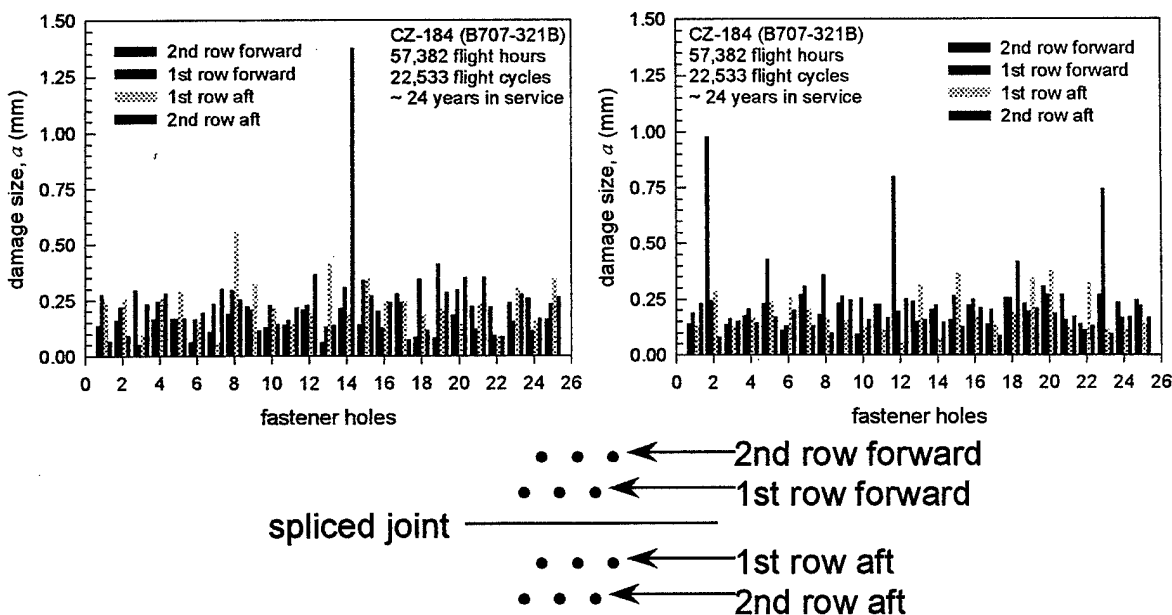 damage size, a (mm)
1.50
1.25
1.00
0.75
0.50
0.25
0.00
2nd row forward
1st row forward
1st row aft
2nd row aft
CZ-184 (B707-321B)
57,382 flight hours
22,533 flight cycles
~ 24 years in service
0 2 4 6 8 10 12 14 16 18 20 22 24 26
fastener holes
damage size, a (mm)
1.50
1.25
1.00
0.75
0.50
0.25
0.00
CZ-184 (B707-321B)
57,382 flight hours
22,533 flight cycles
~ 24 years in service
2nd row forward
1st row forward
1st row aft
2nd row aft
0 2 4 6 8 10 12 14 16 18 20 22 24 26
fastener holes
2nd row forward
1st row forward
spliced joint
1st row aft
2nd row aft